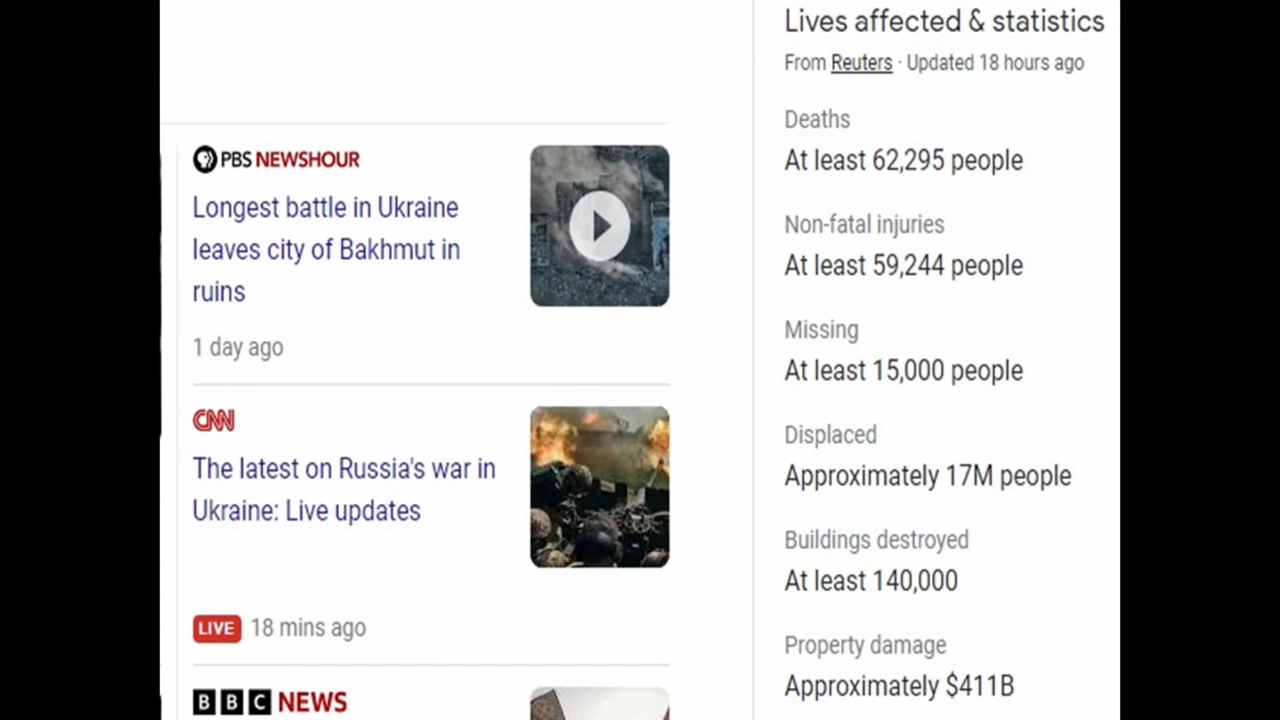 PBS NEWSHOUR
Longest battle in Ukraine
leaves city of Bakhmut in
ruins
1 day ago
CNN
The latest on Russia's war in
Ukraine: Live updates
LIVE 18 mins ago
BBC NEWS
Lives affected & statistics
From Reuters · Updated 18 hours ago
Deaths
At least 62,295 people
Non-fatal injuries
At least 59,244 people
Missing
At least 15,000 people
Displaced
Approximately 17M people
Buildings destroyed
At least 140,000
Property damage
Approximately $411B